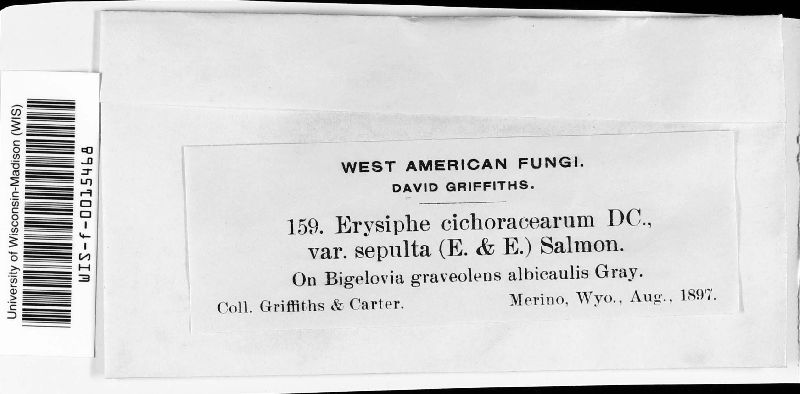 University of Wisconsin-Madison (WIS)
WIS-f-0015468
WEST AMERICAN FUNGI.
DAVID GRIFFITHS.
159. Erysiphe cichoracearum DC.,
var. sepulta (E. & E.) Salmon.
On Bigelovia graveolens albicaulis Gray.
Coll. Griffiths & Carter. Merino, Wyo., Aug., 1897.